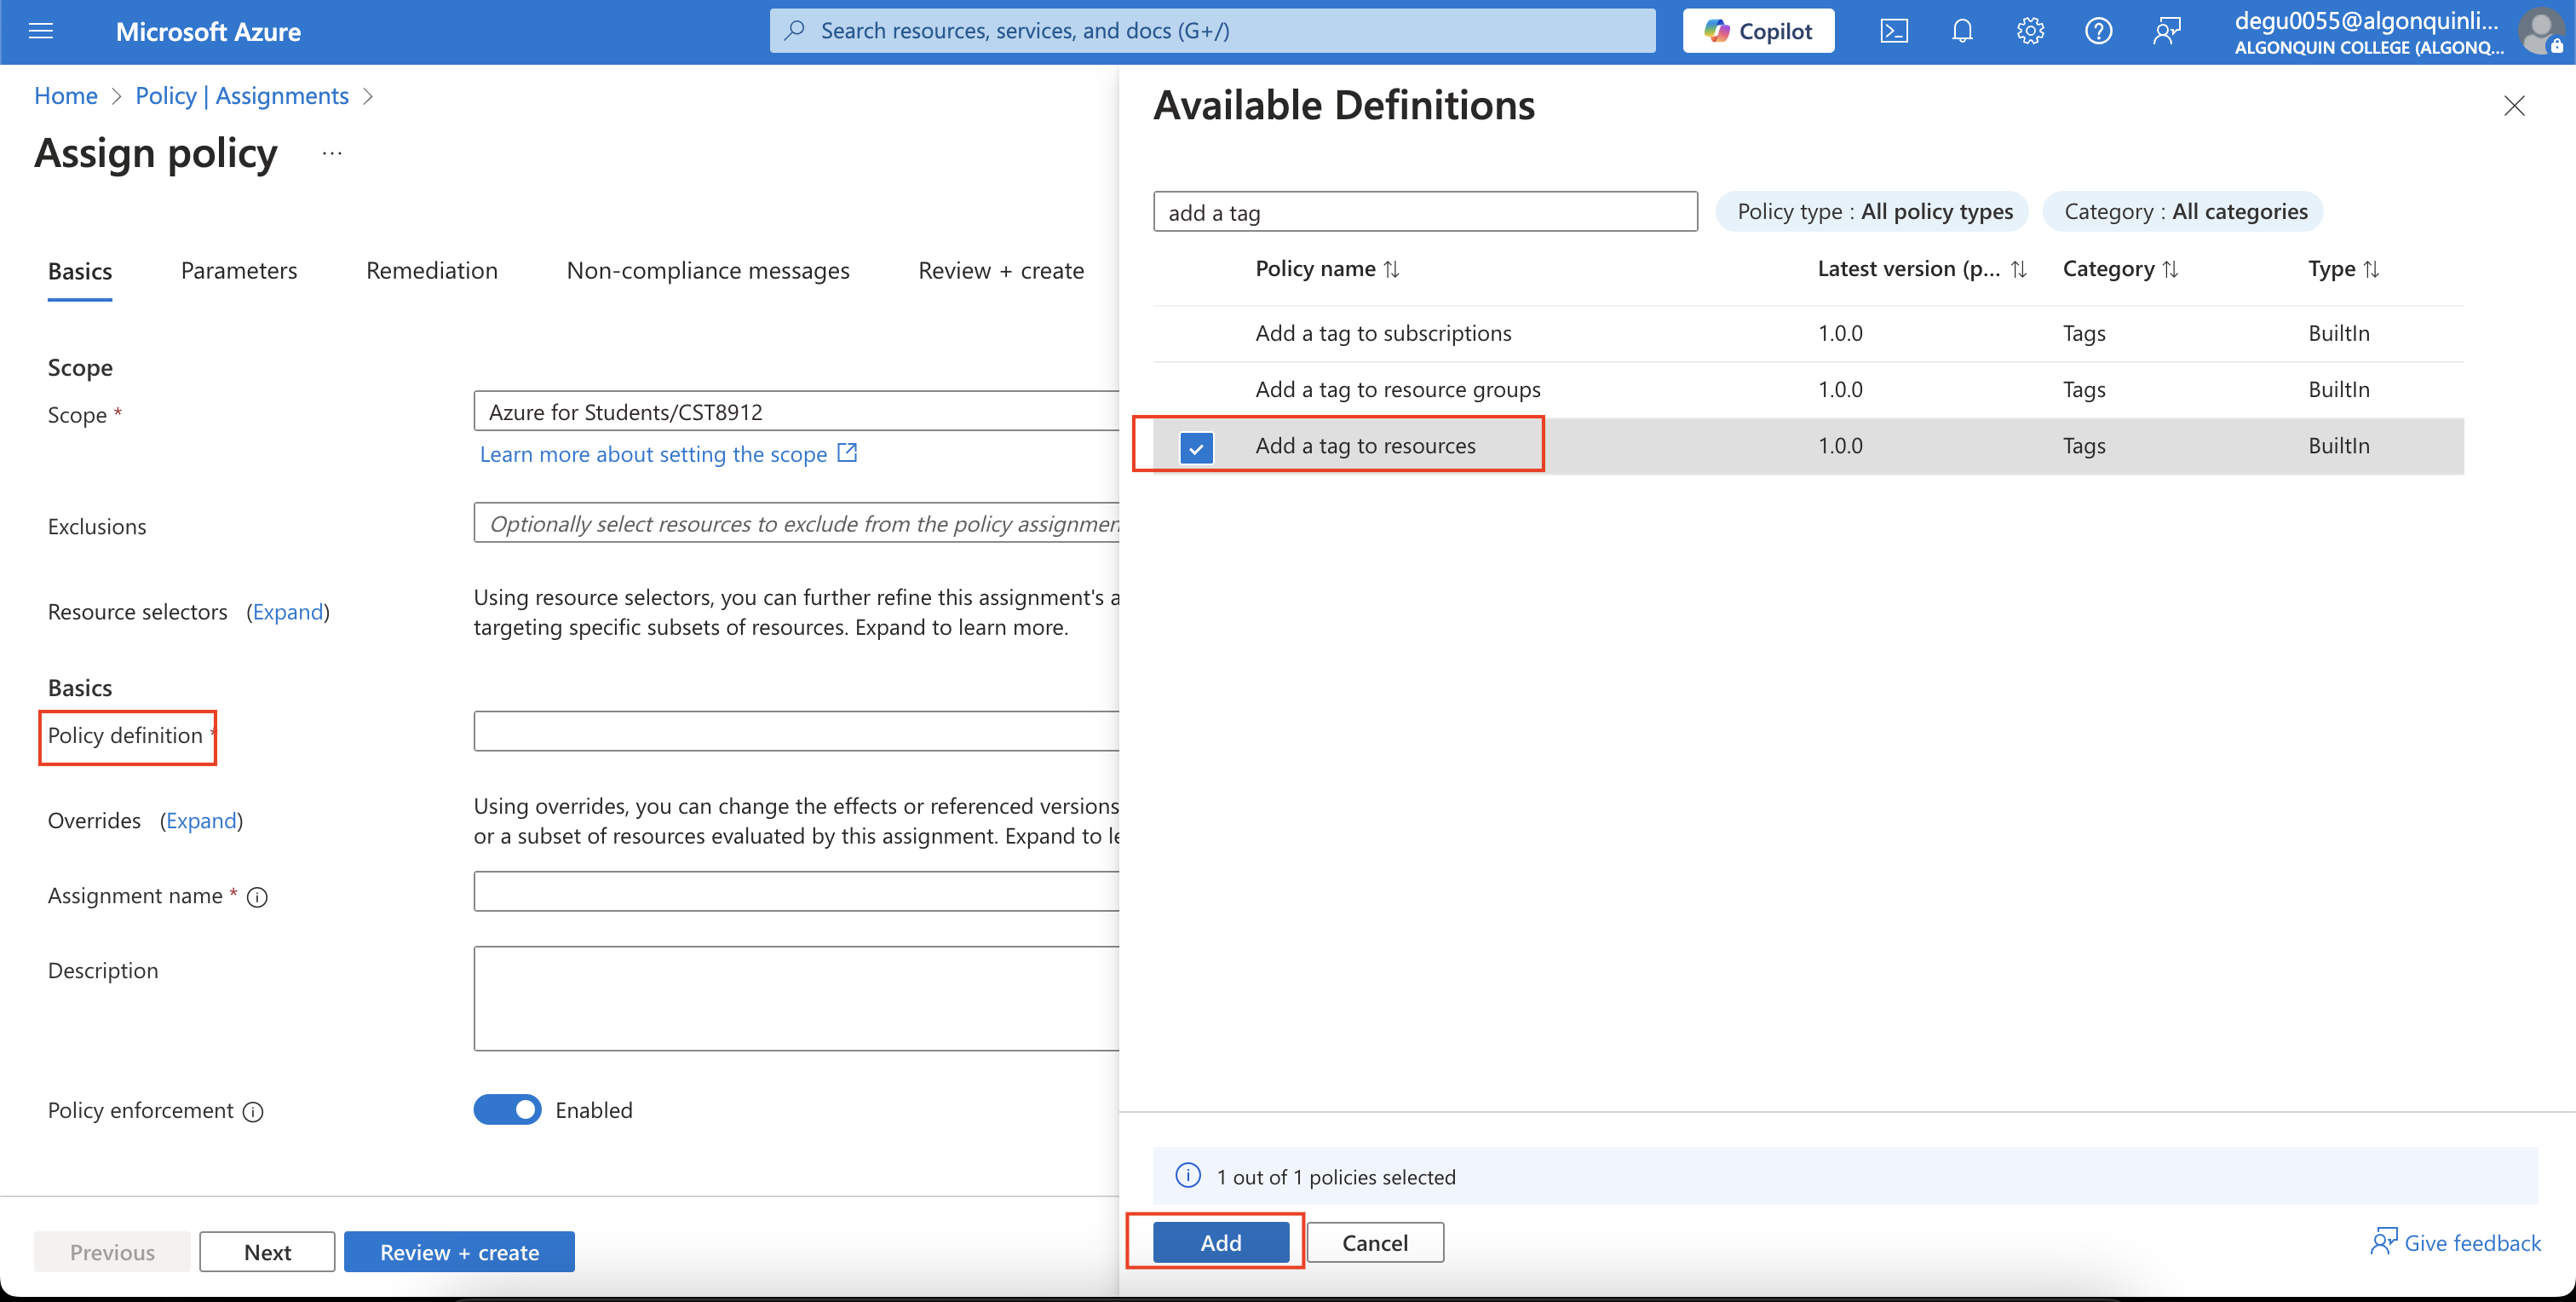 Microsoft Azure
Search resources, services, and docs (G+/)
Copilot
degu0055@algonquinli...
ALGONQUIN COLLEGE (ALGONQ...
Home > Policy | Assignments >
Assign policy ...
Basics Parameters Remediation Non-compliance messages Review + create
Scope
Scope *
Azure for Students/CST8912
Learn more about setting the scope
Exclusions
Optionally select resources to exclude from the policy assignmen
Resource selectors (Expand)
Using resource selectors, you can further refine this assignment's a
targeting specific subsets of resources. Expand to learn more.
Basics
Policy definition *
Overrides (Expand)
Using overrides, you can change the effects or referenced versions
or a subset of resources evaluated by this assignment. Expand to le
Assignment name *
Description
Policy enforcement
Enabled
Previous Next Review + create
Available Definitions
add a tag
Policy type : All policy types
Category : All categories
Policy name Latest version (p... Category Type
Add a tag to subscriptions 1.0.0 Tags BuiltIn
Add a tag to resource groups 1.0.0 Tags BuiltIn
Add a tag to resources 1.0.0 Tags BuiltIn
1 out of 1 policies selected
Add Cancel
Give feedback